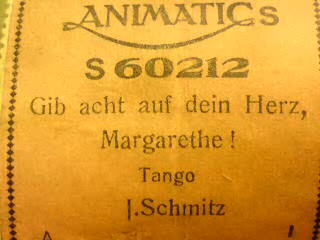 ANIMATICS
S 60212
Gib acht auf dein Herz,
Margarethe!
Tango
J.Schmitz